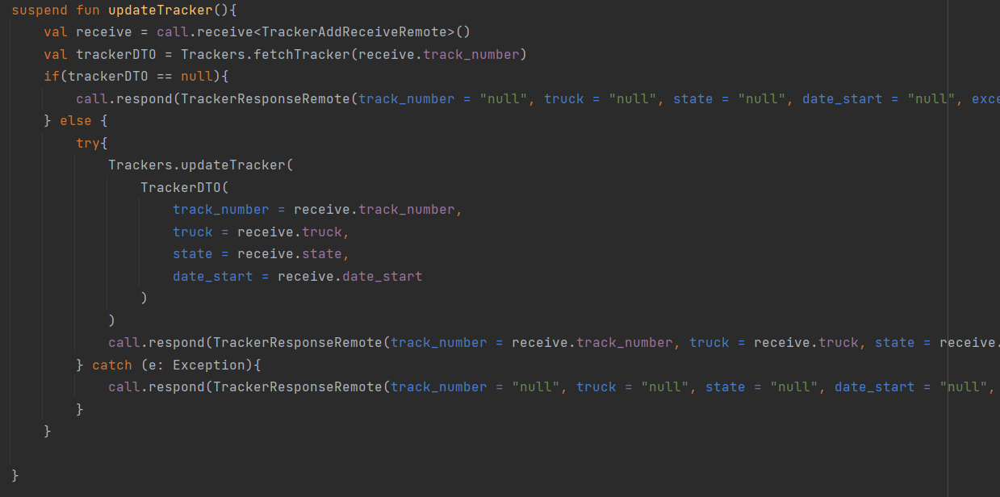 suspend fun updateTracker(){
    val receive = call.receive<TrackerAddReceiveRemote>()
    val trackerDTO = Trackers.fetchTracker(receive.track_number)
    if(trackerDTO == null){
        call.respond(TrackerResponseRemote(track_number = "null", truck = "null", state = "null", date_start = "null", exce
    } else {
        try{
            Trackers.updateTracker(
                TrackerDTO(
                    track_number = receive.track_number,
                    truck = receive.truck,
                    state = receive.state,
                    date_start = receive.date_start
                )
            )
            call.respond(TrackerResponseRemote(track_number = receive.track_number, truck = receive.truck, state = receive.
        } catch (e: Exception){
            call.respond(TrackerResponseRemote(track_number = "null", truck = "null", state = "null", date_start = "null",
        }
    }
}